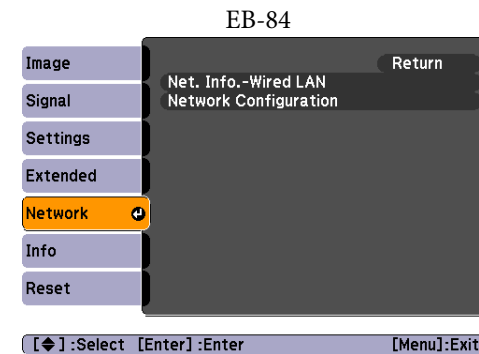 EB-84
Image
Signal
Settings
Extended
Network
Info
Reset
Return
Net. Info.-Wired LAN
Network Configuration
[◆] :Select [Enter] :Enter [Menu]:Exit